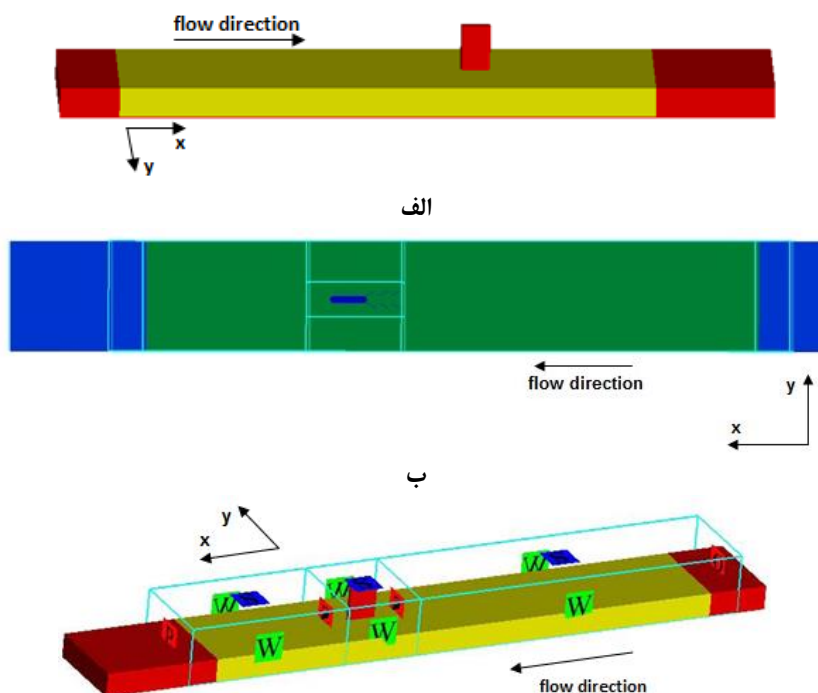 flow direction
x
y
الف
flow direction
y
x
ب
y
x
W
W
W
W
W
W
flow direction